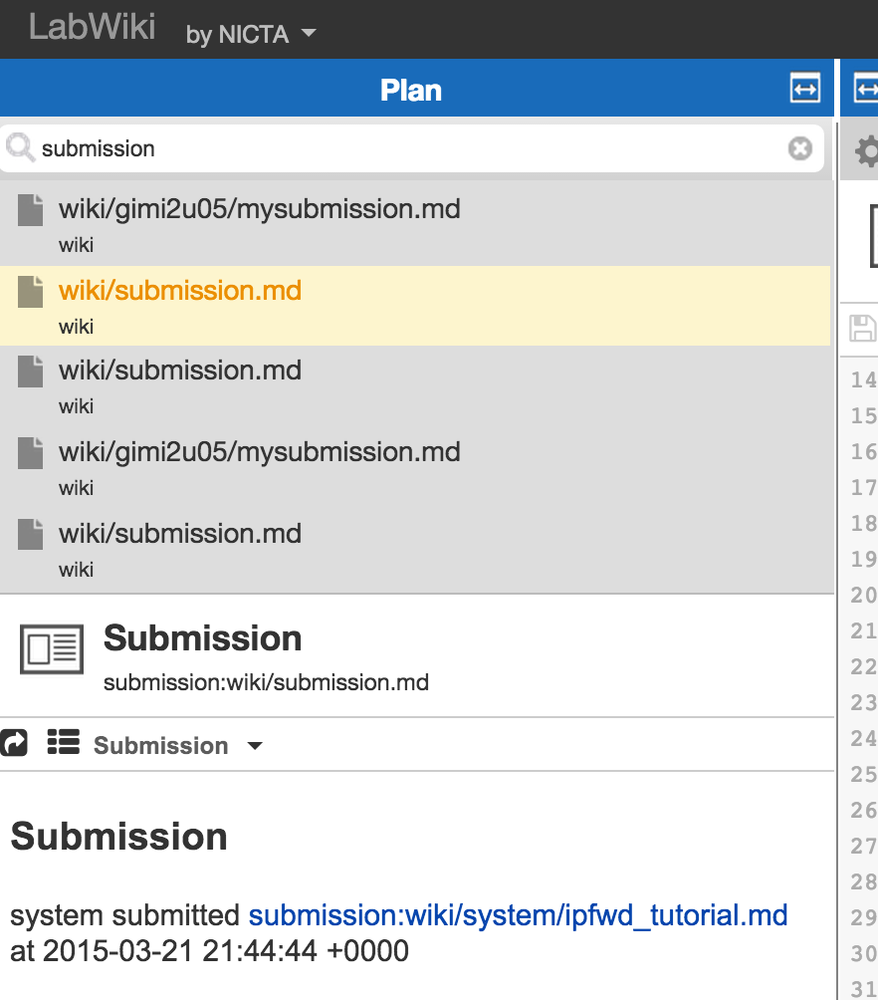 LabWiki by NICTA
Plan
submission
wiki/gimi2u05/mysubmission.md
wiki
wiki/submission.md
wiki
wiki/submission.md
wiki
wiki/gimi2u05/mysubmission.md
wiki
wiki/submission.md
wiki
Submission
submission:wiki/submission.md
Submission
Submission
system submitted submission:wiki/system/ipfwd_tutorial.md
at 2015-03-21 21:44:44 +0000
14
15
16
17
18
19
20
21
22
23
24
25
26
27
28
29
30
31